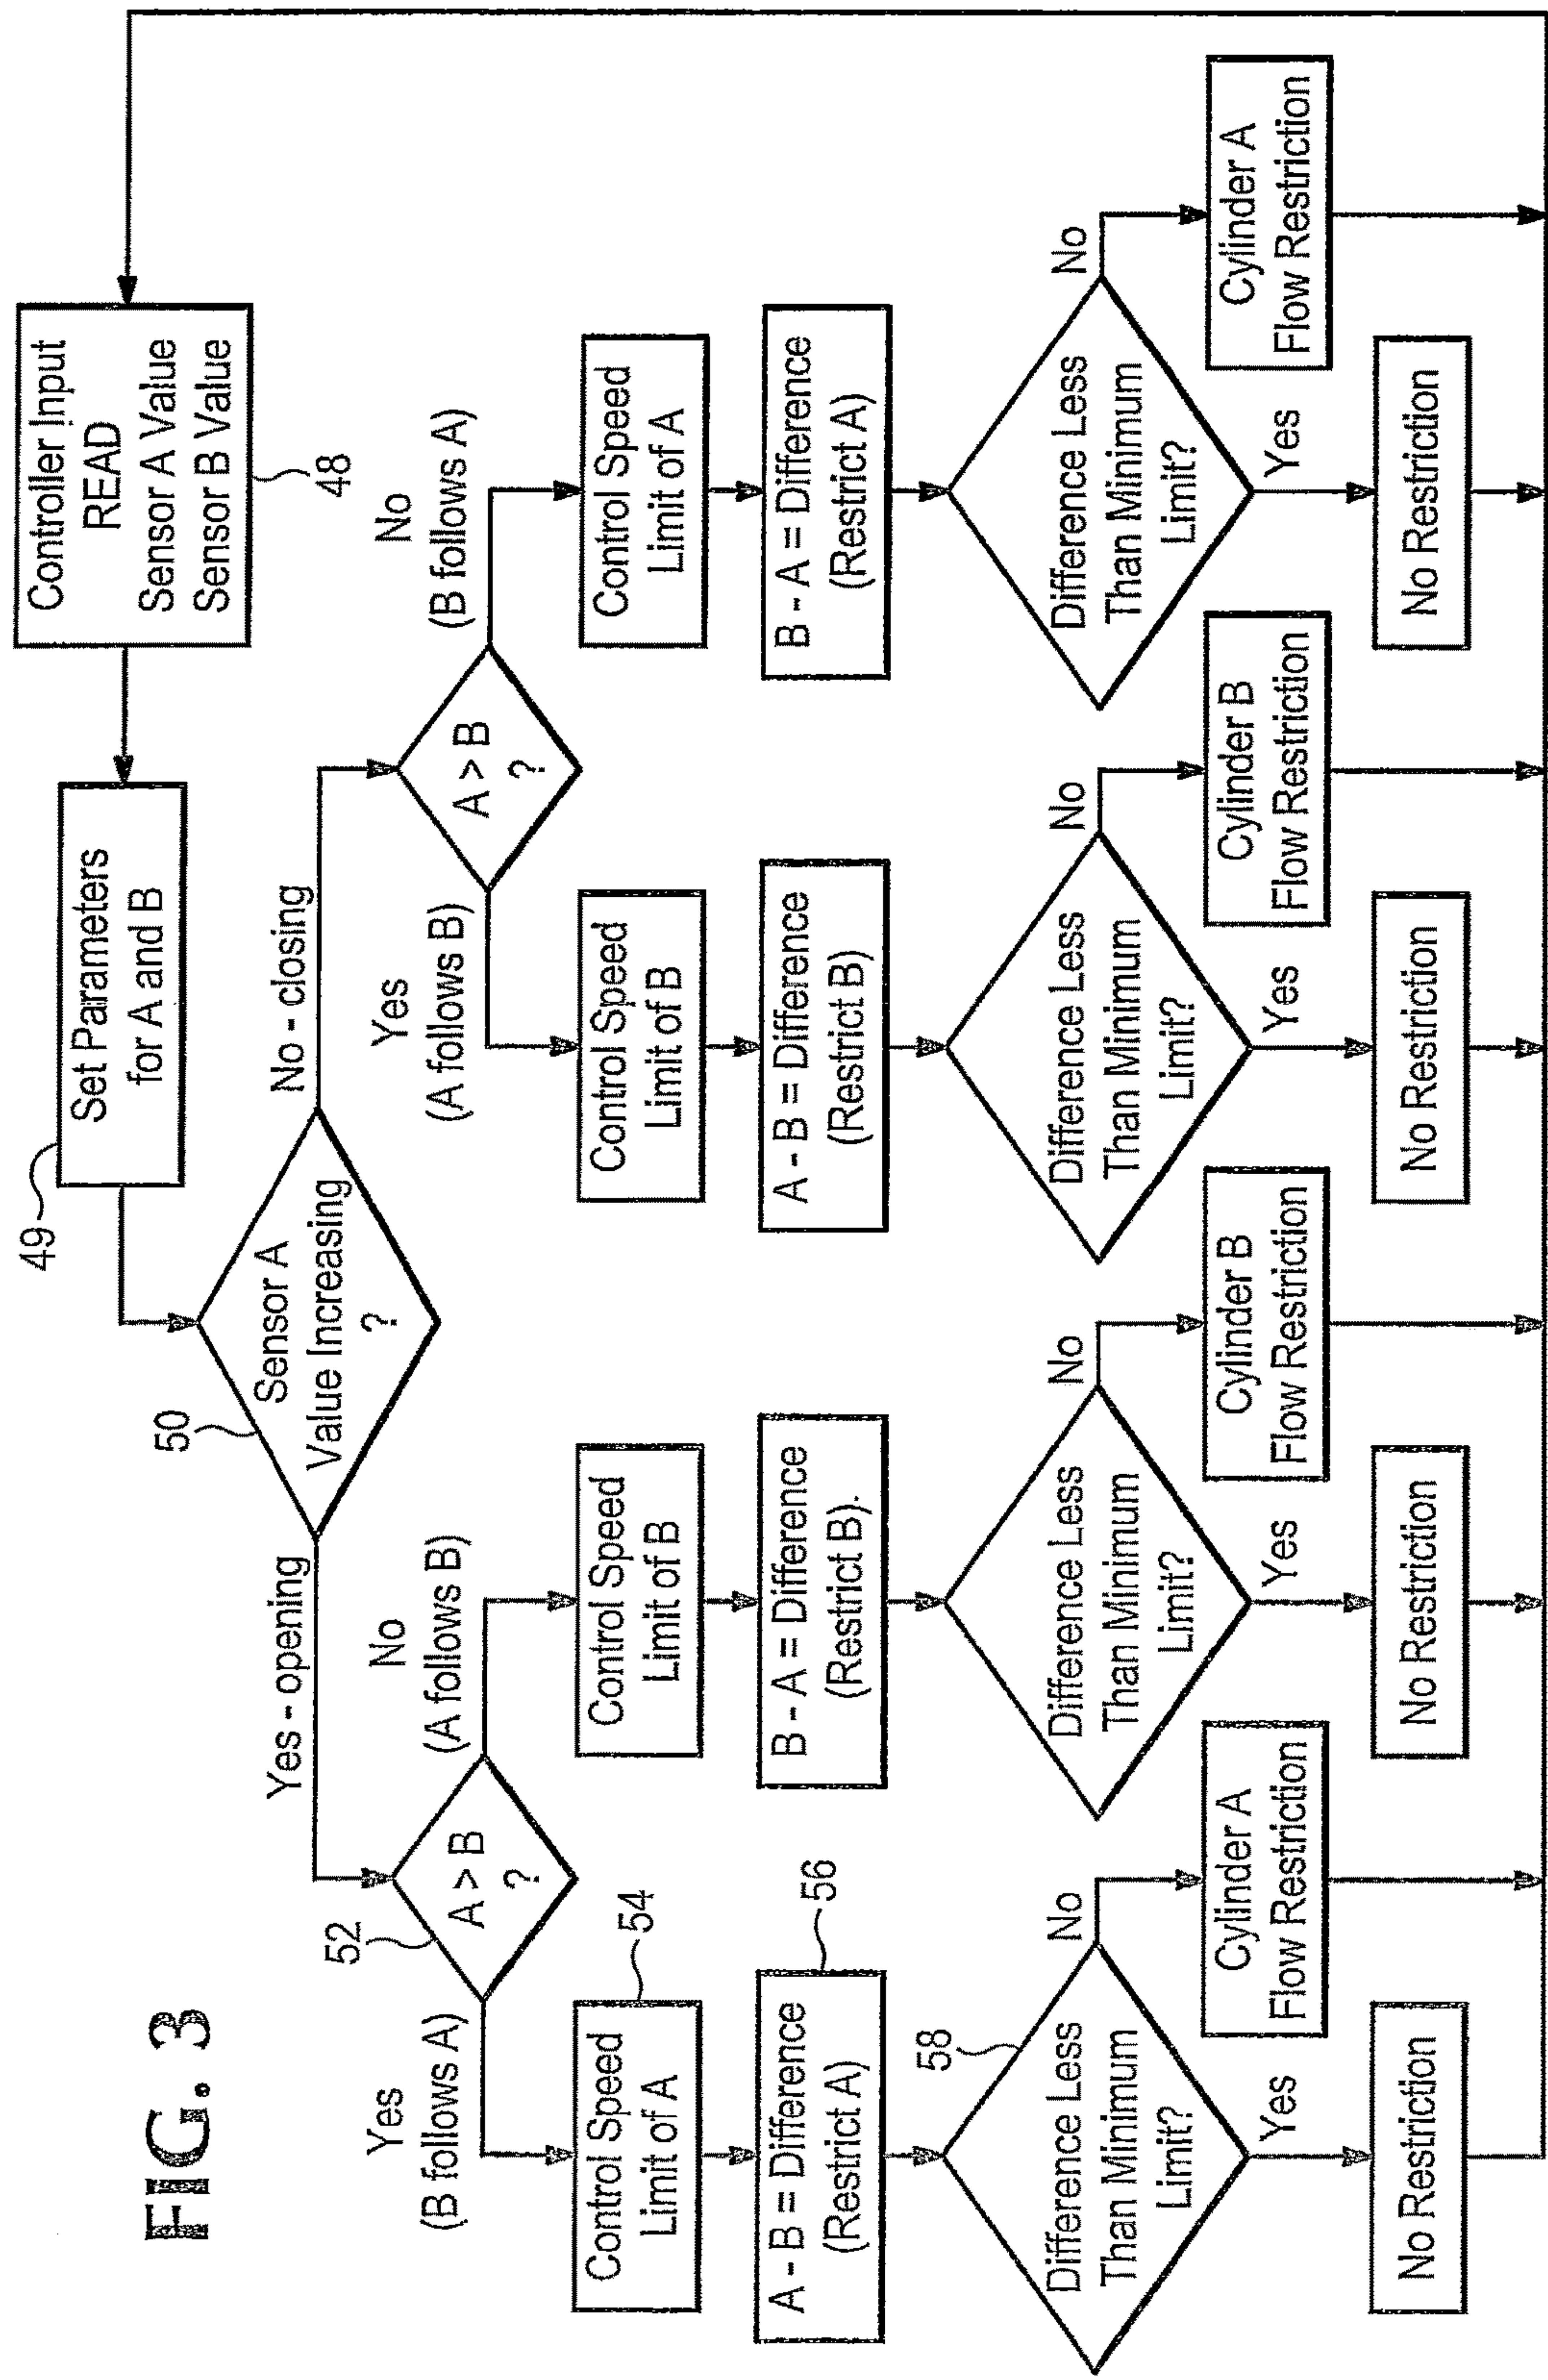 FIG. 3
Controller Input
READ
Sensor A Value
Sensor B Value
48
Set Parameters
for A and B
49
Sensor A
Value Increasing
?
50
Yes - opening
No - closing
A > B
?
52
Yes
(B follows A)
No
(A follows B)
A > B
?
Yes
(A follows B)
No
(B follows A)
Control Speed
Limit of A
54
Control Speed
Limit of B
Control Speed
Limit of B
Control Speed
Limit of A
A - B = Difference
(Restrict A)
56
B - A = Difference
(Restrict B).
A - B = Difference
(Restrict B)
B - A = Difference
(Restrict A)
Difference Less
Than Minimum
Limit?
58
No
Yes
Difference Less
Than Minimum
Limit?
No
Yes
Difference Less
Than Minimum
Limit?
No
Yes
Difference Less
Than Minimum
Limit?
No
Yes
Cylinder A
Flow Restriction
Cylinder B
Flow Restriction
Cylinder B
Flow Restriction
Cylinder A
Flow Restriction
No Restriction
No Restriction
No Restriction
No Restriction